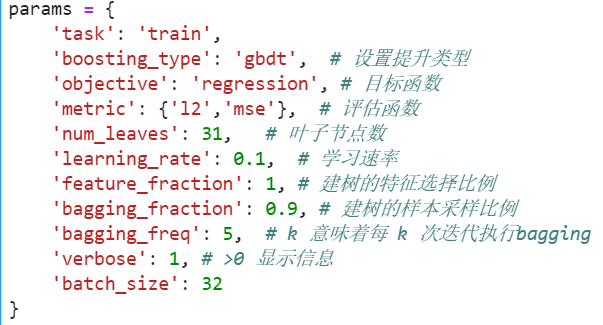 params = {
    'task': 'train',
    'boosting_type': 'gbdt',  # 设置提升类型
    'objective': 'regression', # 目标函数
    'metric': {'l2','mse'},  # 评估函数
    'num_leaves': 31,   # 叶子节点数
    'learning_rate': 0.1,  # 学习速率
    'feature_fraction': 1, # 建树的特征选择比例
    'bagging_fraction': 0.9, # 建树的样本采样比例
    'bagging_freq': 5,  # k 意味着每 k 次迭代执行bagging
    'verbose': 1, # >0 显示信息
    'batch_size': 32
}